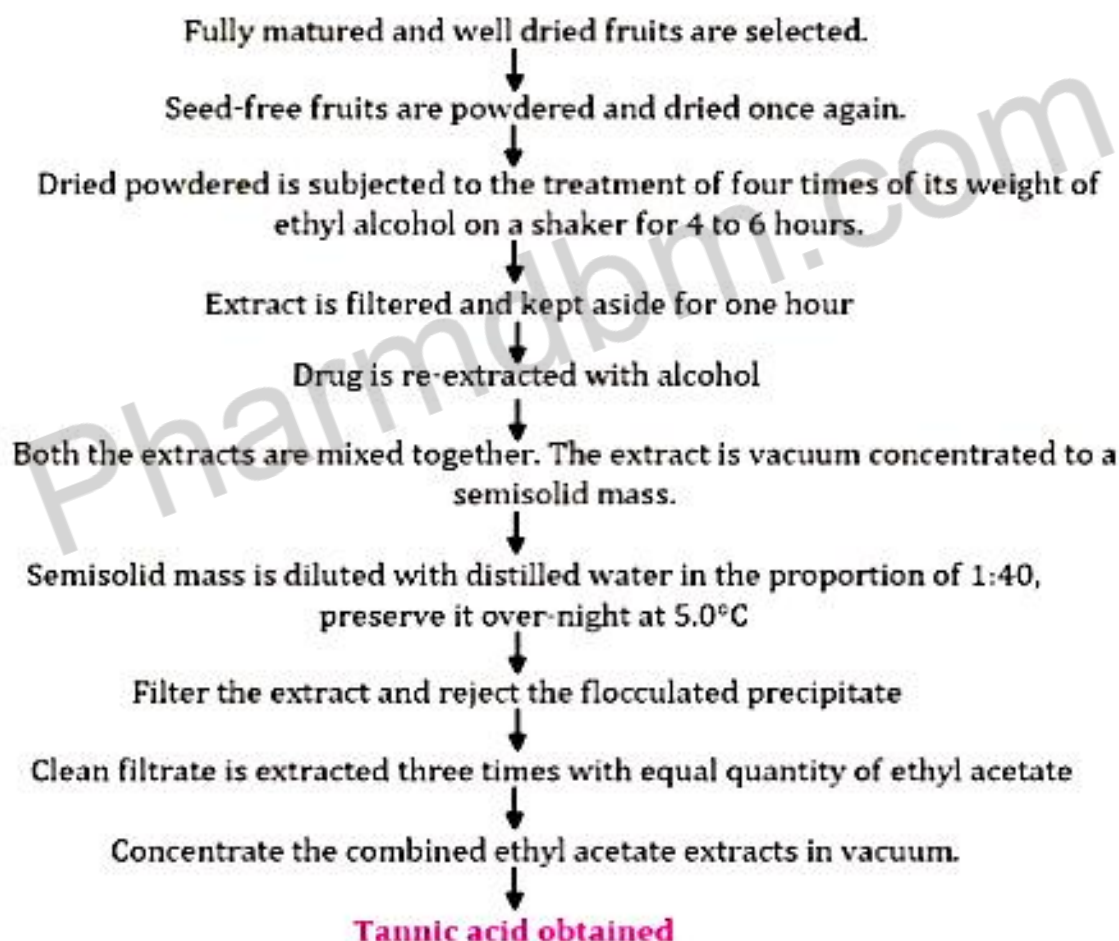 Fully matured and well dried fruits are selected.
Seed-free fruits are powdered and dried once again.
Dried powdered is subjected to the treatment of four times of its weight of
ethyl alcohol on a shaker for 4 to 6 hours.
Extract is filtered and kept aside for one hour
Drug is re-extracted with alcohol
Both the extracts are mixed together. The extract is vacuum concentrated to a
semisolid mass.
Semisolid mass is diluted with distilled water in the proportion of 1:40,
preserve it over-night at 5.0°C
Filter the extract and reject the flocculated precipitate
Clean filtrate is extracted three times with equal quantity of ethyl acetate
Concentrate the combined ethyl acetate extracts in vacuum.
Tannic acid obtained
Pharmdbm.com